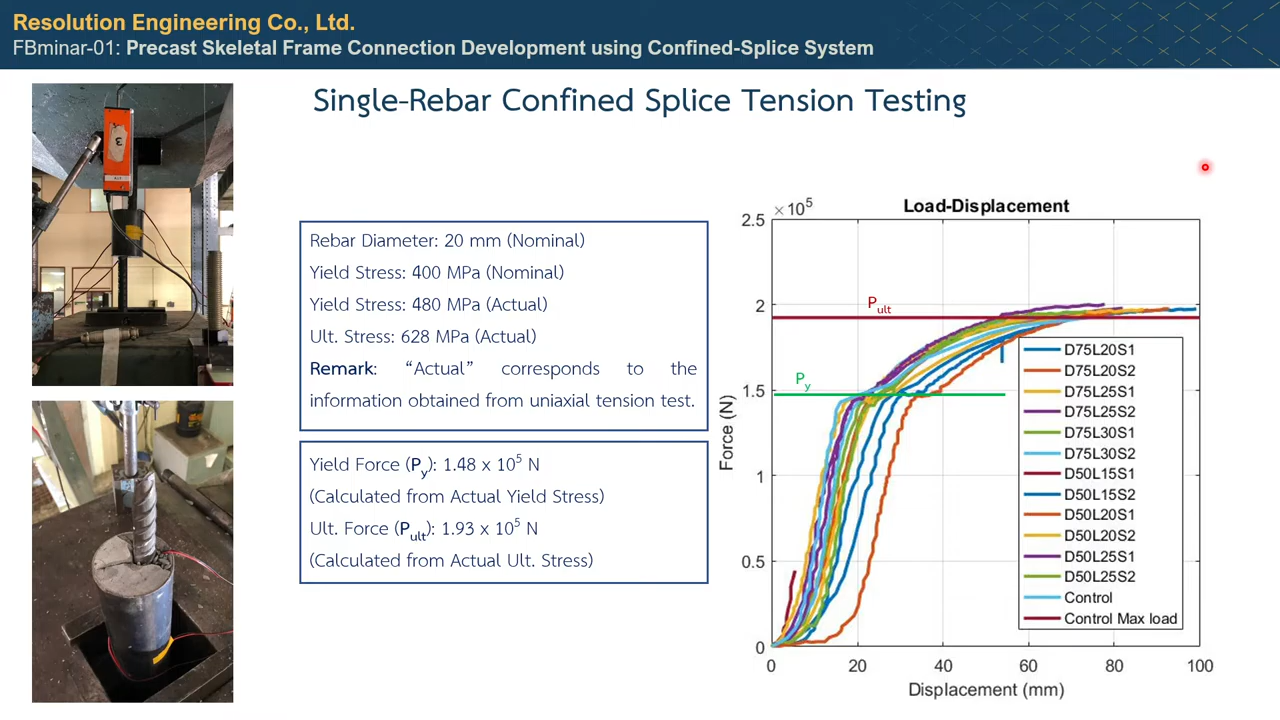 Resolution Engineering Co., Ltd.
FBminar-01: Precast Skeletal Frame Connection Development using Confined-Splice System
Single-Rebar Confined Splice Tension Testing
Rebar Diameter: 20 mm (Nominal)
Yield Stress: 400 MPa (Nominal)
Yield Stress: 480 MPa (Actual)
Ult. Stress: 628 MPa (Actual)
Remark: “Actual” corresponds to the
information obtained from uniaxial tension test.
Yield Force (Py): 1.48 x 10^5 N
(Calculated from Actual Yield Stress)
Ult. Force (Pult): 1.93 x 10^5 N
(Calculated from Actual Ult. Stress)
Load-Displacement
×10^5
2.5
2
1.5
1
0.5
0
Force (N)
Pult
Py
D75L20S1
D75L20S2
D75L25S1
D75L25S2
D75L30S1
D75L30S2
D50L15S1
D50L15S2
D50L20S1
D50L20S2
D50L25S1
D50L25S2
Control
Control Max load
0 20 40 60 80 100
Displacement (mm)